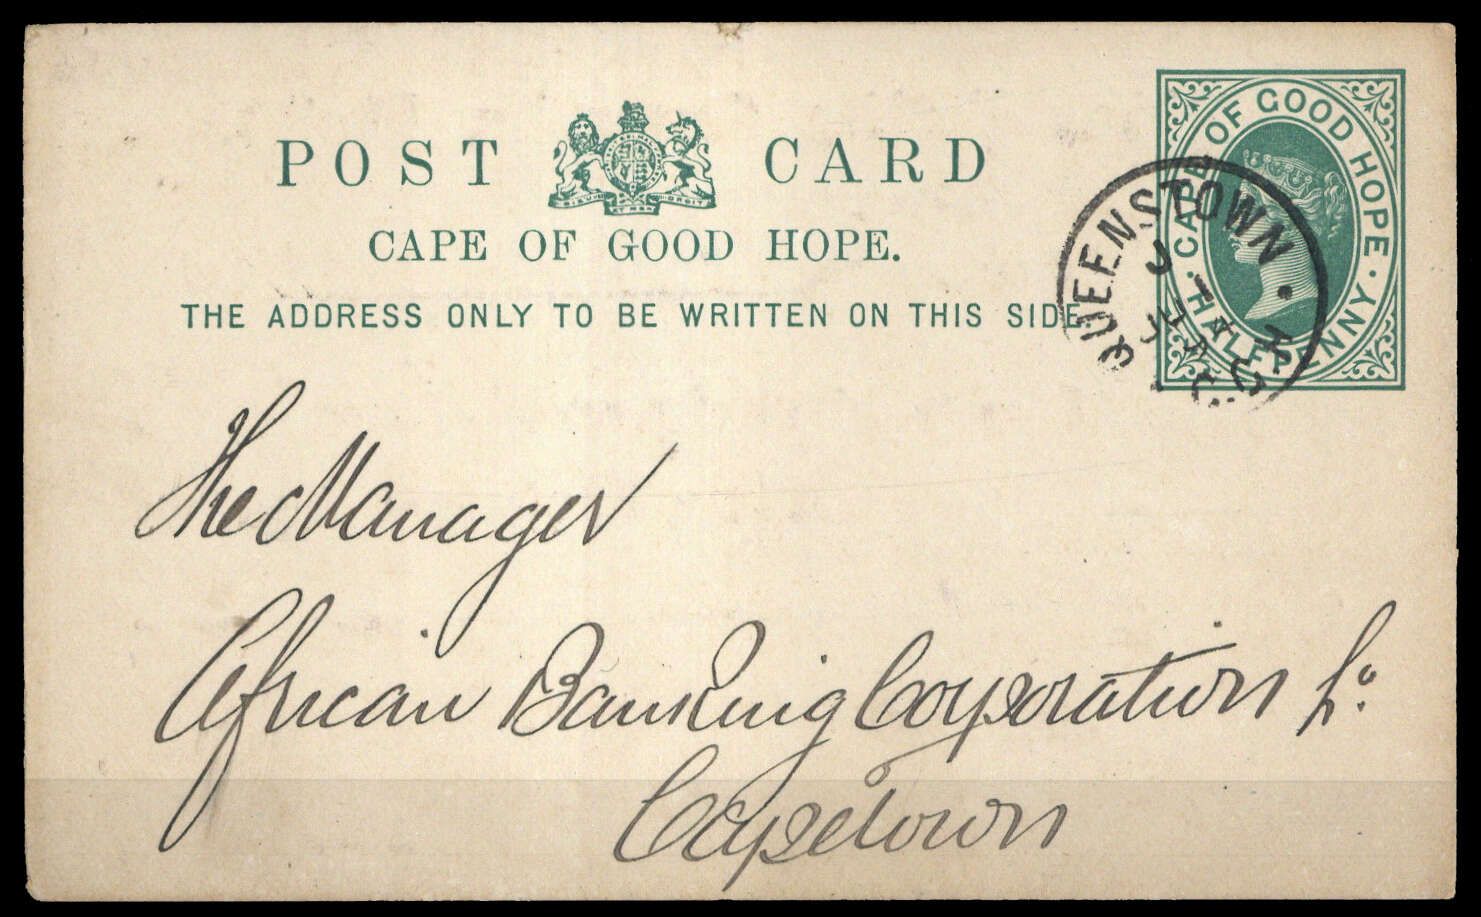 POST CARD
CAPE OF GOOD HOPE.
THE ADDRESS ONLY TO BE WRITTEN ON THIS SIDE
CAPE OF GOOD HOPE
HALFPENNY
QUEENSTOWN
The Manager
African Banking Corporation Ld.
Capetown